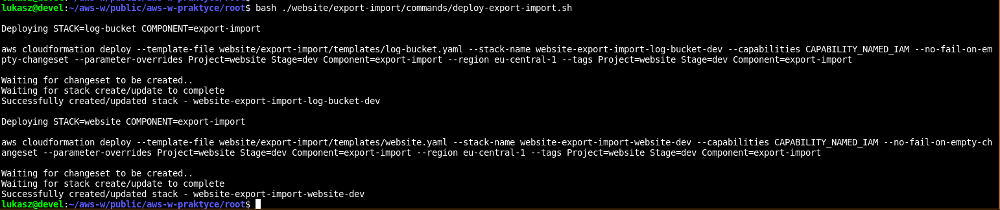 lukasz@devel:~/aws-w/public/aws-w-praktyce/root$ bash ./website/export-import/commands/deploy-export-import.sh
Deploying STACK=log-bucket COMPONENT=export-import
aws cloudformation deploy --template-file website/export-import/templates/log-bucket.yaml --stack-name website-export-import-log-bucket-dev --capabilities CAPABILITY_NAMED_IAM --no-fail-on-em
pty-changeset --parameter-overrides Project=website Stage=dev Component=export-import --region eu-central-1 --tags Project=website Stage=dev Component=export-import
Waiting for changeset to be created..
Waiting for stack create/update to complete
Successfully created/updated stack - website-export-import-log-bucket-dev
Deploying STACK=website COMPONENT=export-import
aws cloudformation deploy --template-file website/export-import/templates/website.yaml --stack-name website-export-import-website-dev --capabilities CAPABILITY_NAMED_IAM --no-fail-on-empty-ch
angeset --parameter-overrides Project=website Stage=dev Component=export-import --region eu-central-1 --tags Project=website Stage=dev Component=export-import
Waiting for changeset to be created..
Waiting for stack create/update to complete
Successfully created/updated stack - website-export-import-website-dev
lukasz@devel:~/aws-w/public/aws-w-praktyce/root$